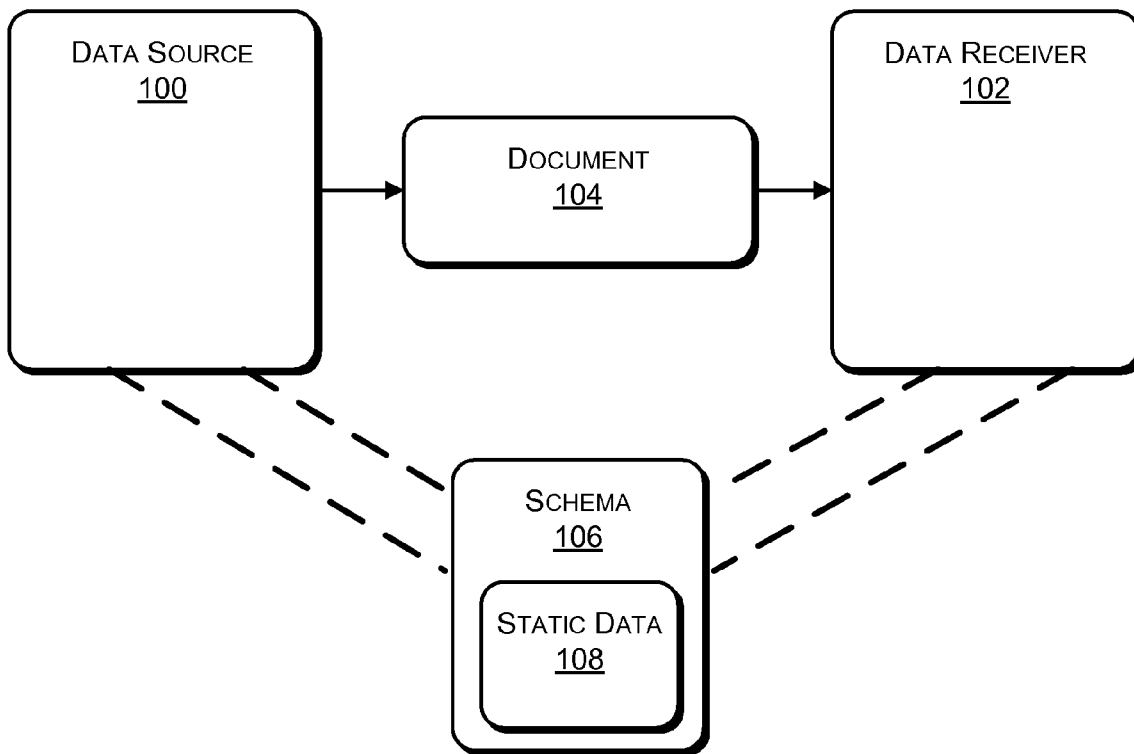 DATA SOURCE
100
DATA RECEIVER
102
DOCUMENT
104
SCHEMA
106
STATIC DATA
108